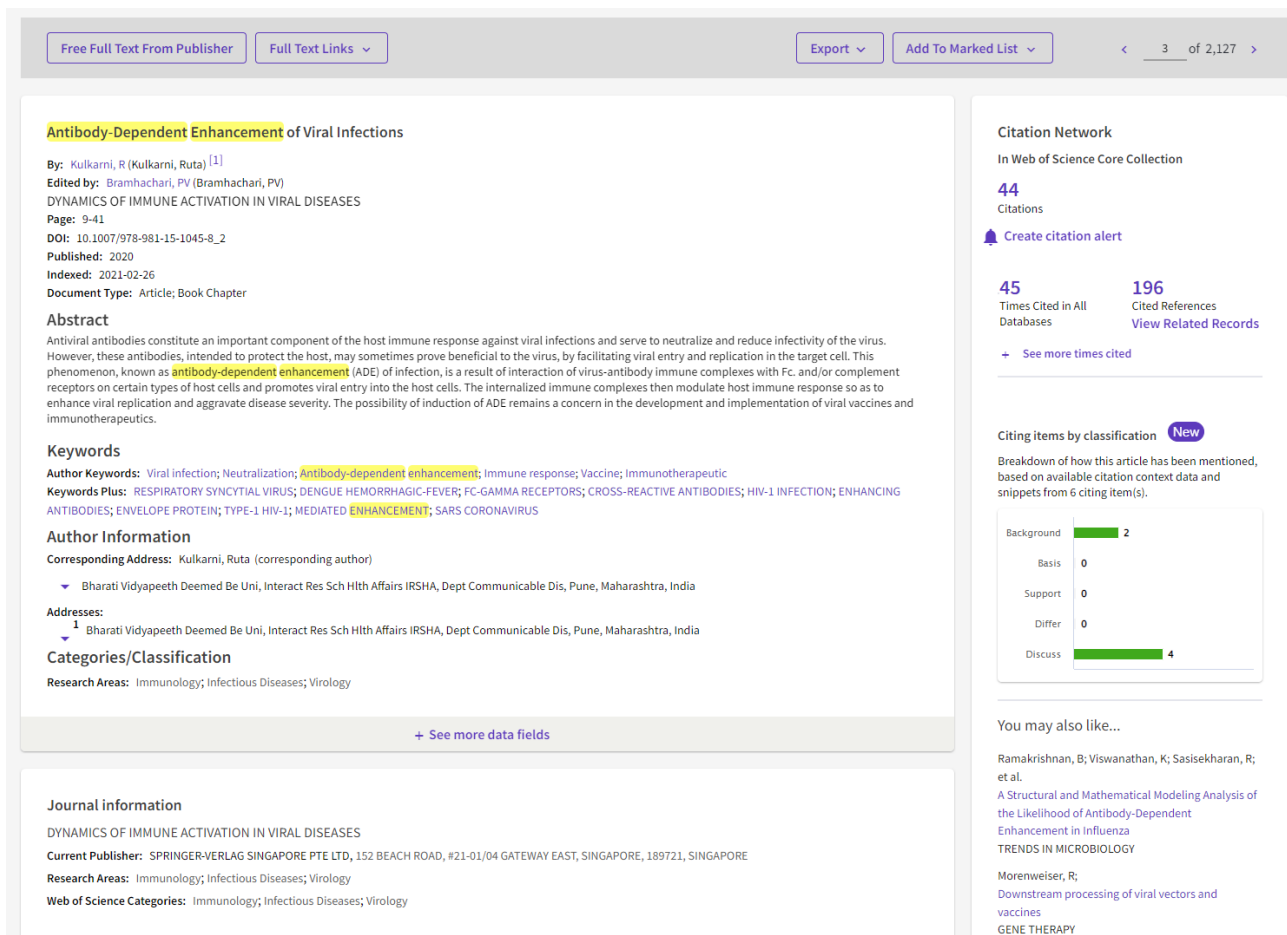 Free Full Text From Publisher
Full Text Links
Export
Add To Marked List
3 of 2,127
Antibody-Dependent Enhancement of Viral Infections
By: Kulkarni, R (Kulkarni, Ruta) [1]
Edited by: Bramhachari, PV (Bramhachari, PV)
DYNAMICS OF IMMUNE ACTIVATION IN VIRAL DISEASES
Page: 9-41
DOI: 10.1007/978-981-15-1045-8_2
Published: 2020
Indexed: 2021-02-26
Document Type: Article; Book Chapter
Abstract
Antiviral antibodies constitute an important component of the host immune response against viral infections and serve to neutralize and reduce infectivity of the virus.
However, these antibodies, intended to protect the host, may sometimes prove beneficial to the virus, by facilitating viral entry and replication in the target cell. This
phenomenon, known as antibody-dependent enhancement (ADE) of infection, is a result of interaction of virus-antibody immune complexes with Fc. and/or complement
receptors on certain types of host cells and promotes viral entry into the host cells. The internalized immune complexes then modulate host immune response so as to
enhance viral replication and aggravate disease severity. The possibility of induction of ADE remains a concern in the development and implementation of viral vaccines and
immunotherapeutics.
Keywords
Author Keywords: Viral infection; Neutralization; Antibody-dependent enhancement; Immune response; Vaccine; Immunotherapeutic
Keywords Plus: RESPIRATORY SYNCYTIAL VIRUS; DENGUE HEMORRHAGIC-FEVER; FC-GAMMA RECEPTORS; CROSS-REACTIVE ANTIBODIES; HIV-1 INFECTION; ENHANCING
ANTIBODIES; ENVELOPE PROTEIN; TYPE-1 HIV-1; MEDIATED ENHANCEMENT; SARS CORONAVIRUS
Author Information
Corresponding Address: Kulkarni, Ruta (corresponding author)
Bharati Vidyapeeth Deemed Be Uni, Interact Res Sch Hlth Affairs IRSHA, Dept Communicable Dis, Pune, Maharashtra, India
Addresses:
1 Bharati Vidyapeeth Deemed Be Uni, Interact Res Sch Hlth Affairs IRSHA, Dept Communicable Dis, Pune, Maharashtra, India
Categories/Classification
Research Areas: Immunology; Infectious Diseases; Virology
+ See more data fields
Journal information
DYNAMICS OF IMMUNE ACTIVATION IN VIRAL DISEASES
Current Publisher: SPRINGER-VERLAG SINGAPORE PTE LTD, 152 BEACH ROAD, #21-01/04 GATEWAY EAST, SINGAPORE, 189721, SINGAPORE
Research Areas: Immunology; Infectious Diseases; Virology
Web of Science Categories: Immunology; Infectious Diseases; Virology
Citation Network
In Web of Science Core Collection
44
Citations
Create citation alert
45
Times Cited in All
Databases
196
Cited References
View Related Records
+ See more times cited
Citing items by classification New
Breakdown of how this article has been mentioned,
based on available citation context data and
snippets from 6 citing item(s).
Background 2
Basis 0
Support 0
Differ 0
Discuss 4
You may also like...
Ramakrishnan, B; Viswanathan, K; Sasisekharan, R;
et al.
A Structural and Mathematical Modeling Analysis of
the Likelihood of Antibody-Dependent
Enhancement in Influenza
TRENDS IN MICROBIOLOGY
Morenweiser, R;
Downstream processing of viral vectors and
vaccines
GENE THERAPY